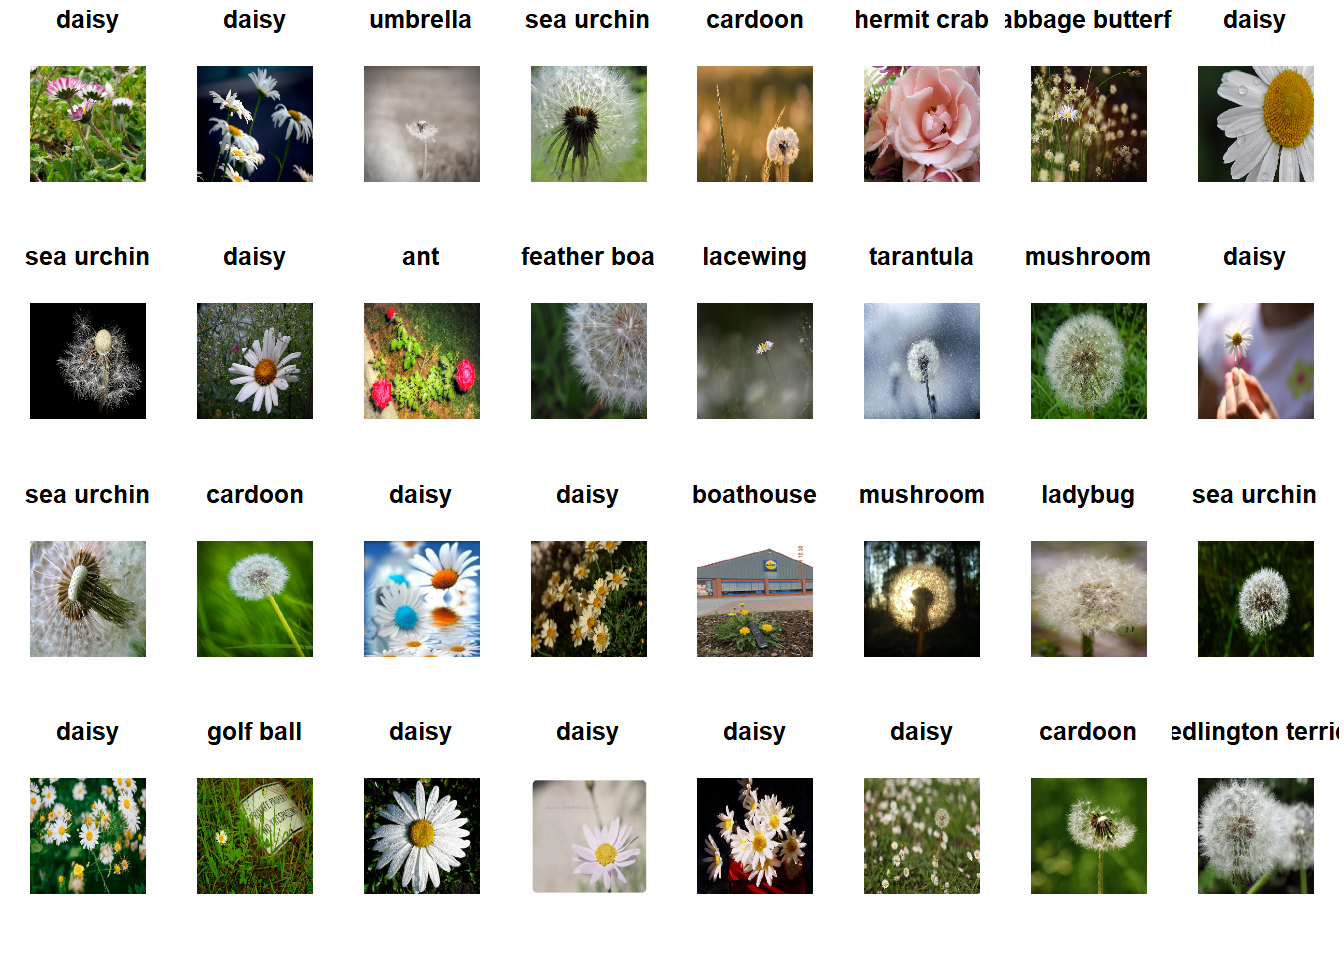 daisy
daisy
umbrella
sea urchin
cardoon
hermit crab
abbage butterf
daisy
sea urchin
daisy
ant
feather boa
lacewing
tarantula
mushroom
daisy
sea urchin
cardoon
daisy
daisy
boathouse
mushroom
ladybug
sea urchin
daisy
golf ball
daisy
daisy
daisy
daisy
cardoon
edlington terrie